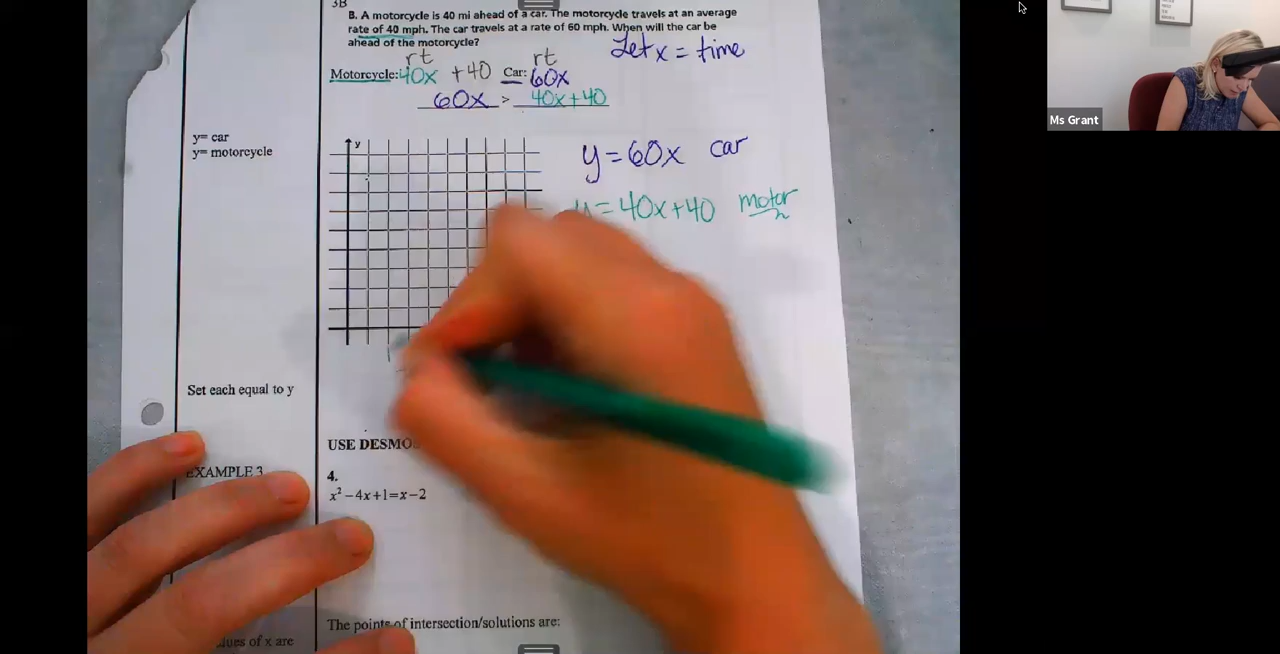 3B
B. A motorcycle is 40 mi ahead of a car. The motorcycle travels at an average
rate of 40 mph. The car travels at a rate of 60 mph. When will the car be
ahead of the motorcycle?
Let x = time
rt rt
Motorcycle: 40x +40 Car: 60x
60x > 40x+40
y= car
y= motorcycle
y
y=60x car
= 40x+40 motor
Set each equal to y
USE
EXAMPLE 3
4.
x² −4x+1=x−2
The points of intersection/solutions are:
of x are
Ms Grant